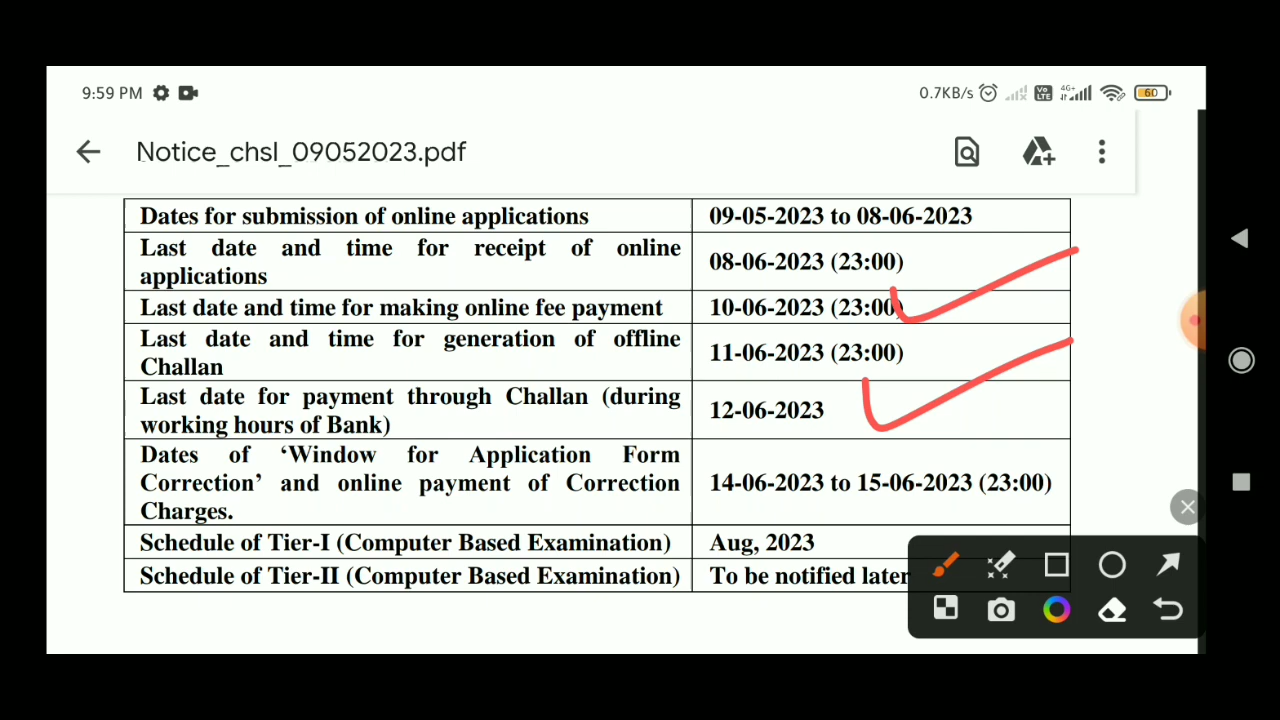 9:59 PM
0.7KB/s
Vo LTE
4G+
60
Notice_chsl_09052023.pdf
Dates for submission of online applications
09-05-2023 to 08-06-2023
Last date and time for receipt of online
applications
08-06-2023 (23:00)
Last date and time for making online fee payment
10-06-2023 (23:00)
Last date and time for generation of offline
Challan
11-06-2023 (23:00)
Last date for payment through Challan (during
working hours of Bank)
12-06-2023
Dates of ‘Window for Application Form
Correction’ and online payment of Correction
Charges.
14-06-2023 to 15-06-2023 (23:00)
Schedule of Tier-I (Computer Based Examination)
Aug, 2023
Schedule of Tier-II (Computer Based Examination)
To be notified later